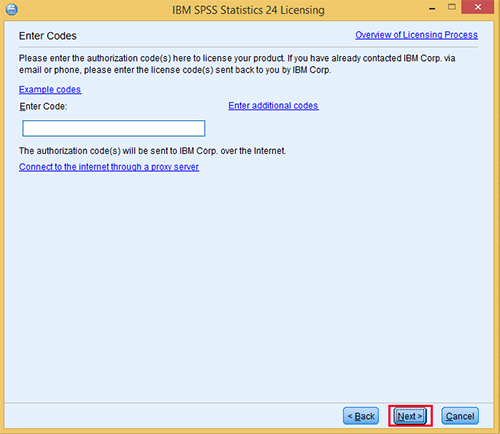 IBM SPSS Statistics 24 Licensing
Enter Codes
Overview of Licensing Process
Please enter the authorization code(s) here to license your product. If you have already contacted IBM Corp. via
email or phone, please enter the license code(s) sent back to you by IBM Corp.
Example codes
Enter Code:
Enter additional codes
The authorization code(s) will be sent to IBM Corp. over the Internet.
Connect to the internet through a proxy server
< Back
Next >
Cancel